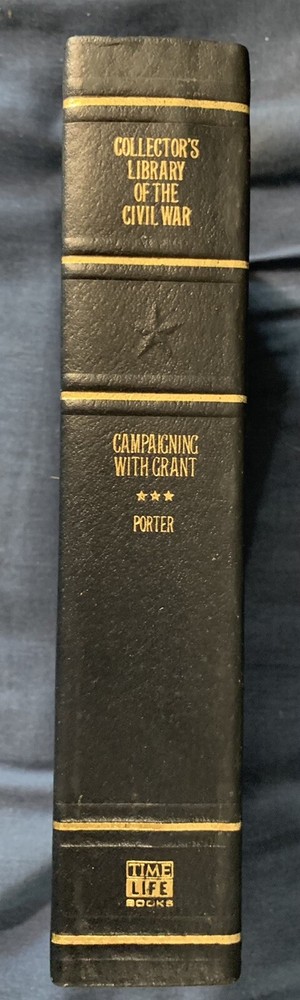 COLLECTOR'S
LIBRARY
OF THE
CIVIL WAR
CAMPAIGNING
WITH GRANT
★★★
PORTER
TIME
LIFE
BOOKS